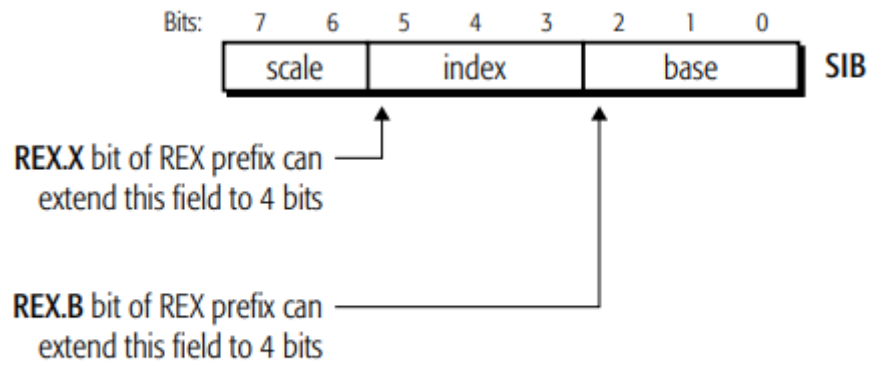 Bits: 7 6 5 4 3 2 1 0
scale index base SIB
REX.X bit of REX prefix can
extend this field to 4 bits
REX.B bit of REX prefix can
extend this field to 4 bits